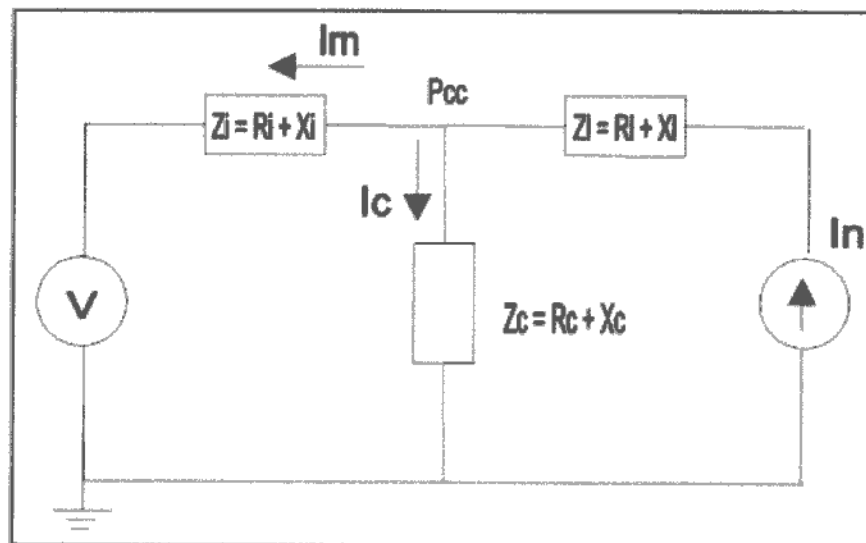 Im
Pcc
Zi = Ri + Xi
Zl = Rl + Xl
Ic
In
V
Zc = Rc + Xc